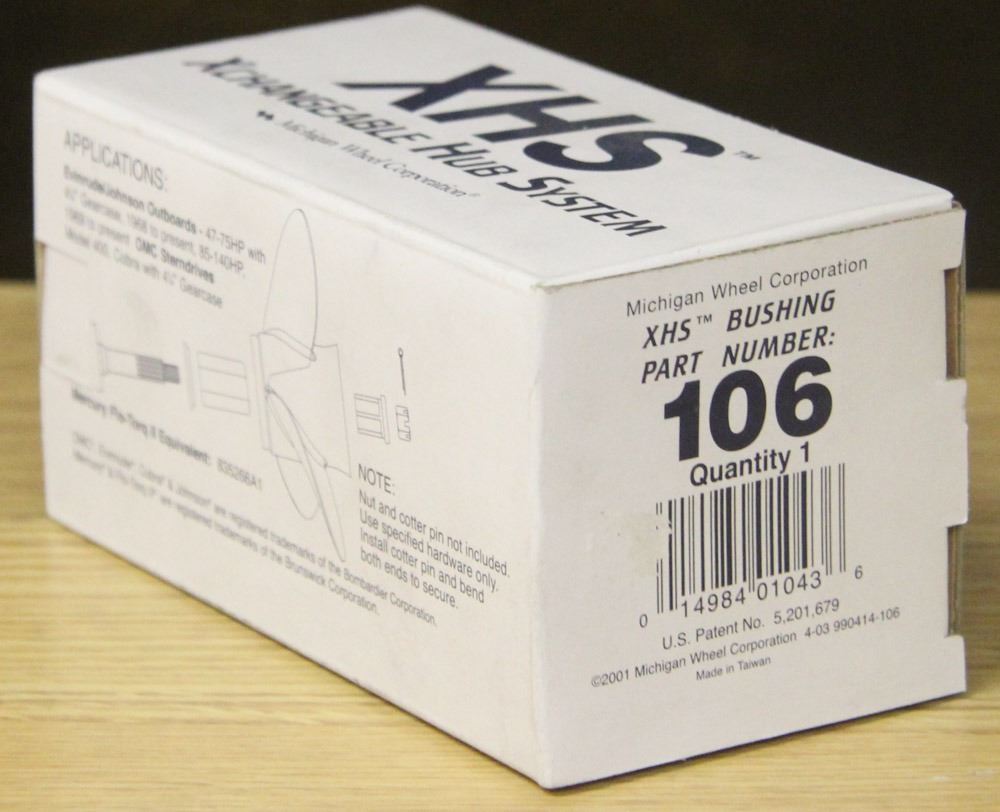 XHS™
XCHANGEABLE HUB SYSTEM
Michigan Wheel Corporation®
APPLICATIONS:
Evinrude/Johnson Outboards - 47-75HP with
4¼" Gearcase, 1968 to present, 85-140HP,
1969 to present. OMC Sterndrives
Model 400, Cobra with 4¼" Gearcase
Mercury Flo-Torq II Equivalent: 835266A1
NOTE:
Nut and cotter pin not included.
Use specified hardware only.
Install cotter pin and bend
both ends to secure.
OMC® Evinrude® Cobra® & Johnson® are registered trademarks of the Bombardier Corporation.
Mercury® & Flo-Torq II® are registered trademarks of the Brunswick Corporation.
Michigan Wheel Corporation
XHS™ BUSHING
PART NUMBER:
106
Quantity 1
0 14984 01043 6
U.S. Patent No. 5,201,679
©2001 Michigan Wheel Corporation 4-03 990414-106
Made in Taiwan